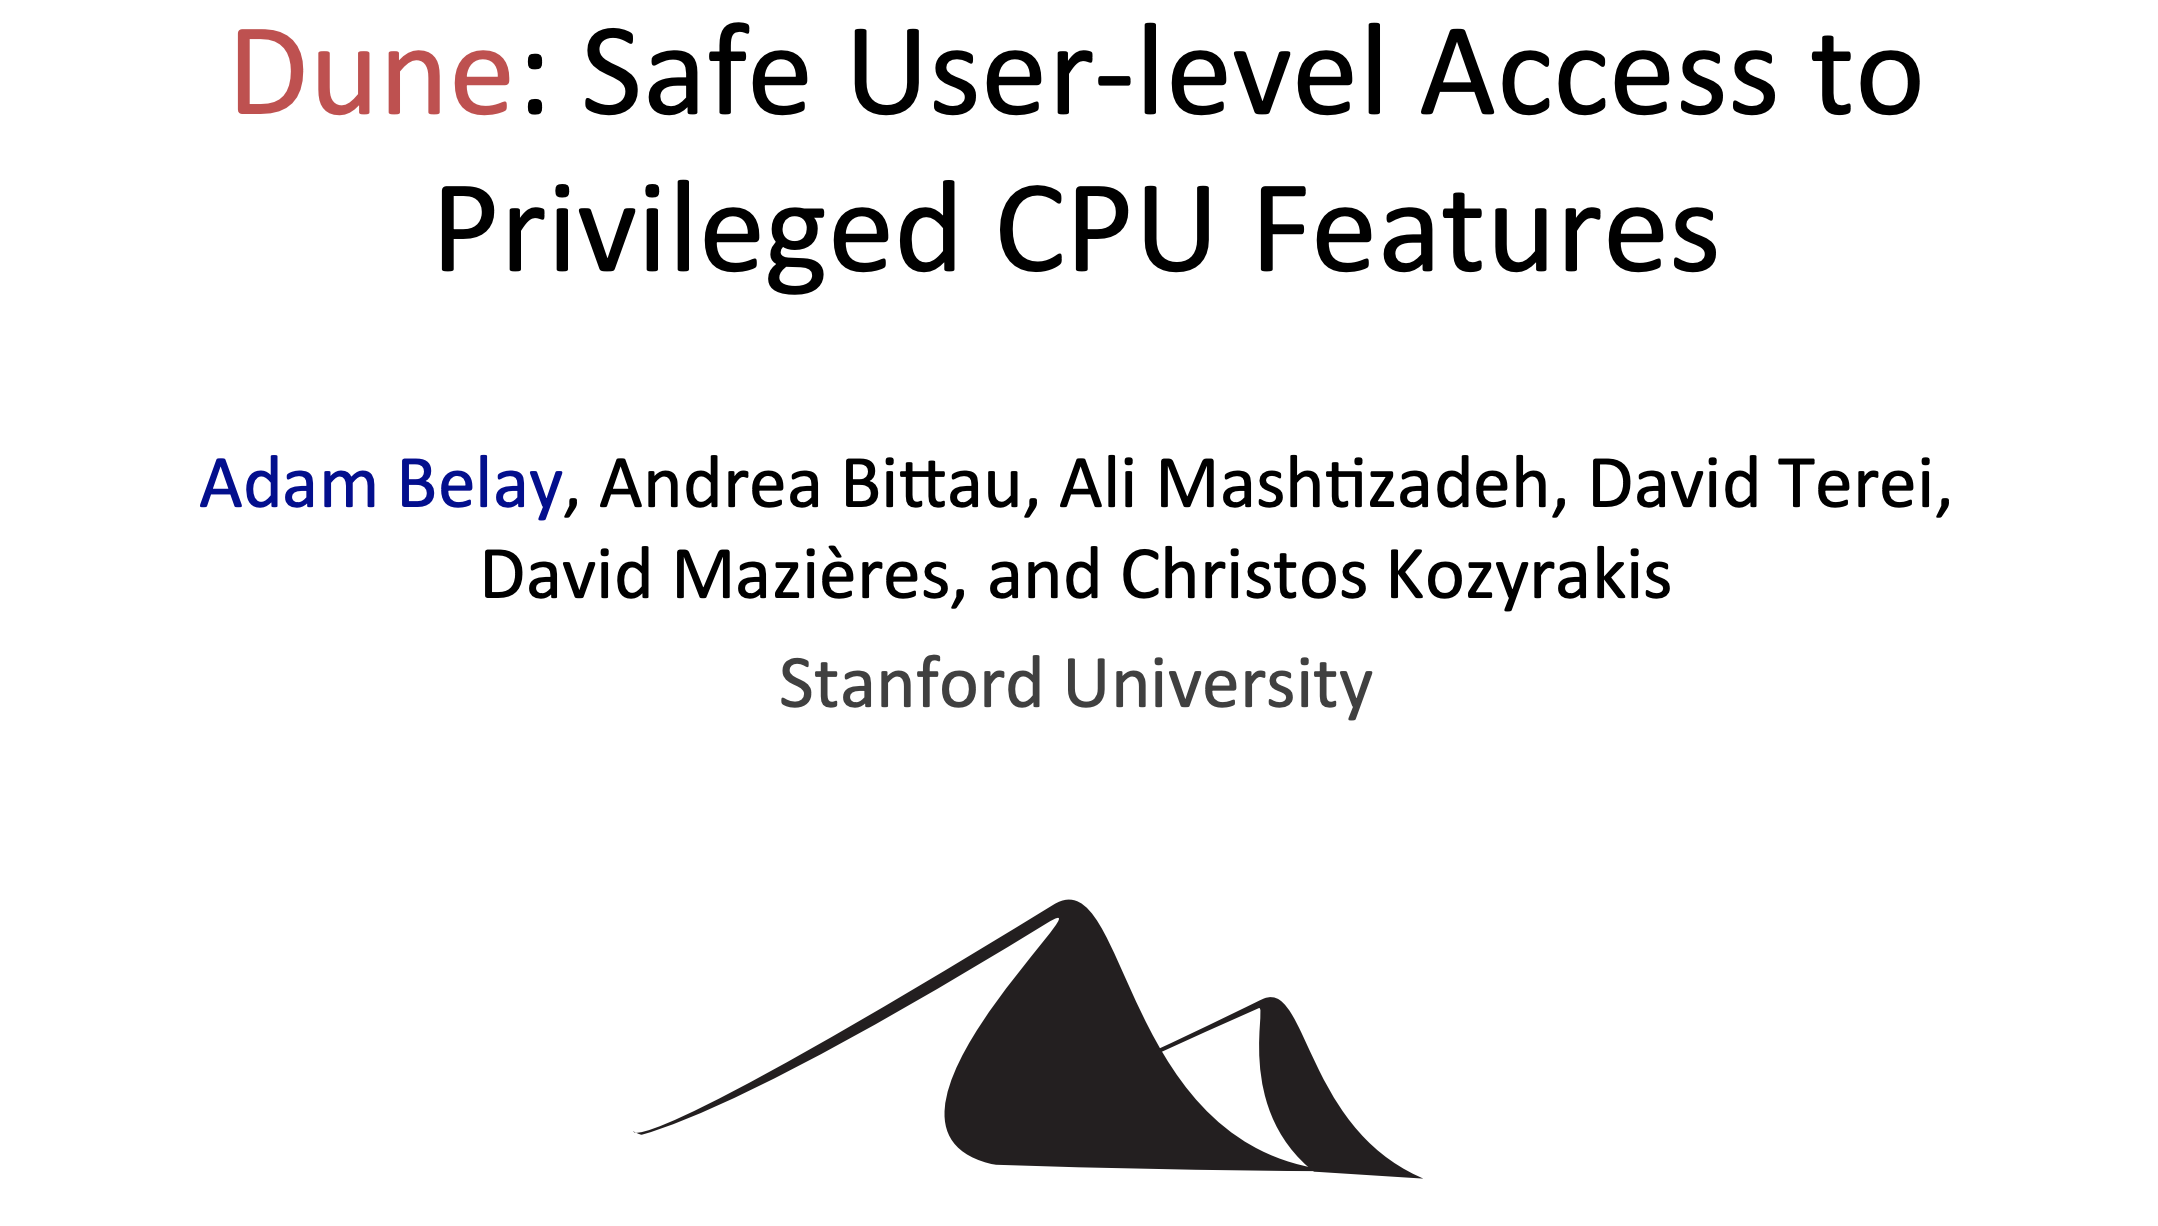 Dune: Safe User-level Access to
Privileged CPU Features
Adam Belay, Andrea Bittau, Ali Mashtizadeh, David Terei,
David Mazières, and Christos Kozyrakis
Stanford University